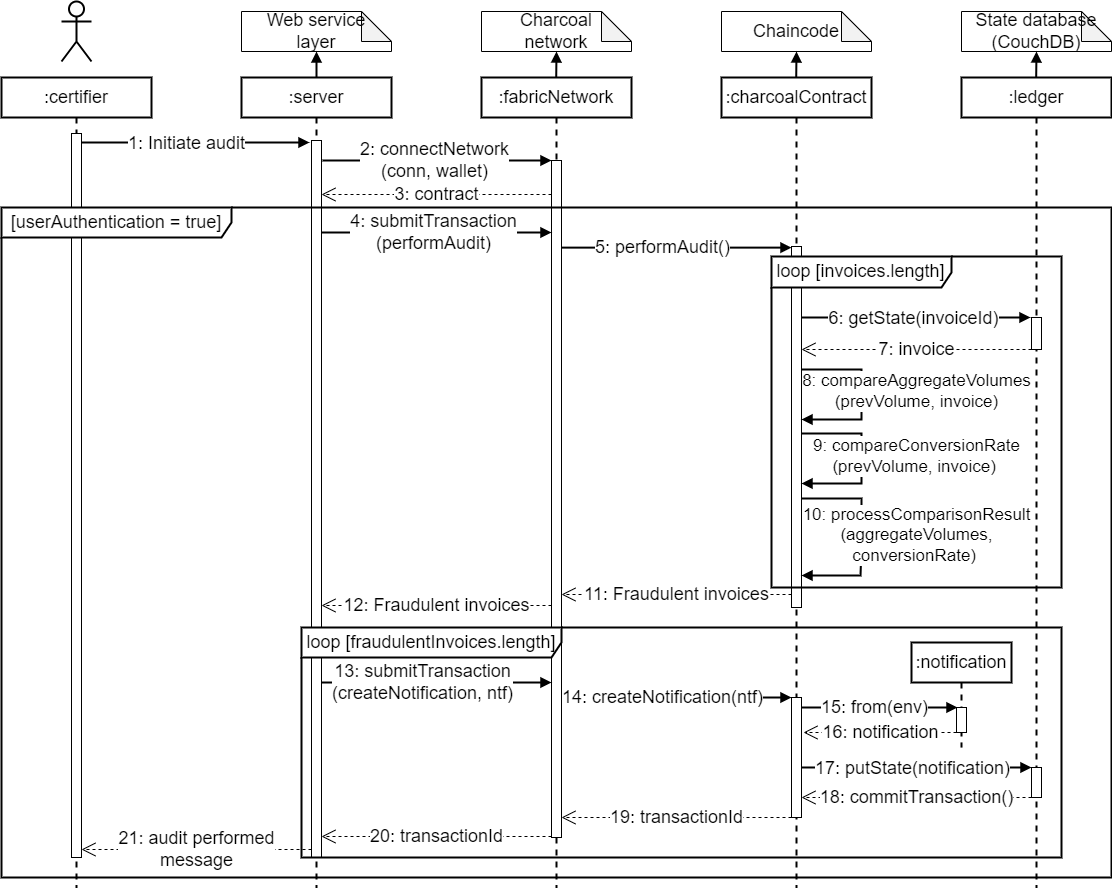 Web service
layer
Charcoal
network
Chaincode
State database
(CouchDB)
:certifier
:server
:fabricNetwork
:charcoalContract
:ledger
1: Initiate audit
2: connectNetwork
(conn, wallet)
3: contract
[userAuthentication = true]
4: submitTransaction
(performAudit)
5: performAudit()
loop [invoices.length]
6: getState(invoiceId)
7: invoice
8: compareAggregateVolumes
(prevVolume, invoice)
9: compareConversionRate
(prevVolume, invoice)
10: processComparisonResult
(aggregateVolumes,
conversionRate)
11: Fraudulent invoices
12: Fraudulent invoices
loop [fraudulentInvoices.length]
:notification
13: submitTransaction
(createNotification, ntf)
14: createNotification(ntf)
15: from(env)
16: notification
17: putState(notification)
18: commitTransaction()
19: transactionId
20: transactionId
21: audit performed
message